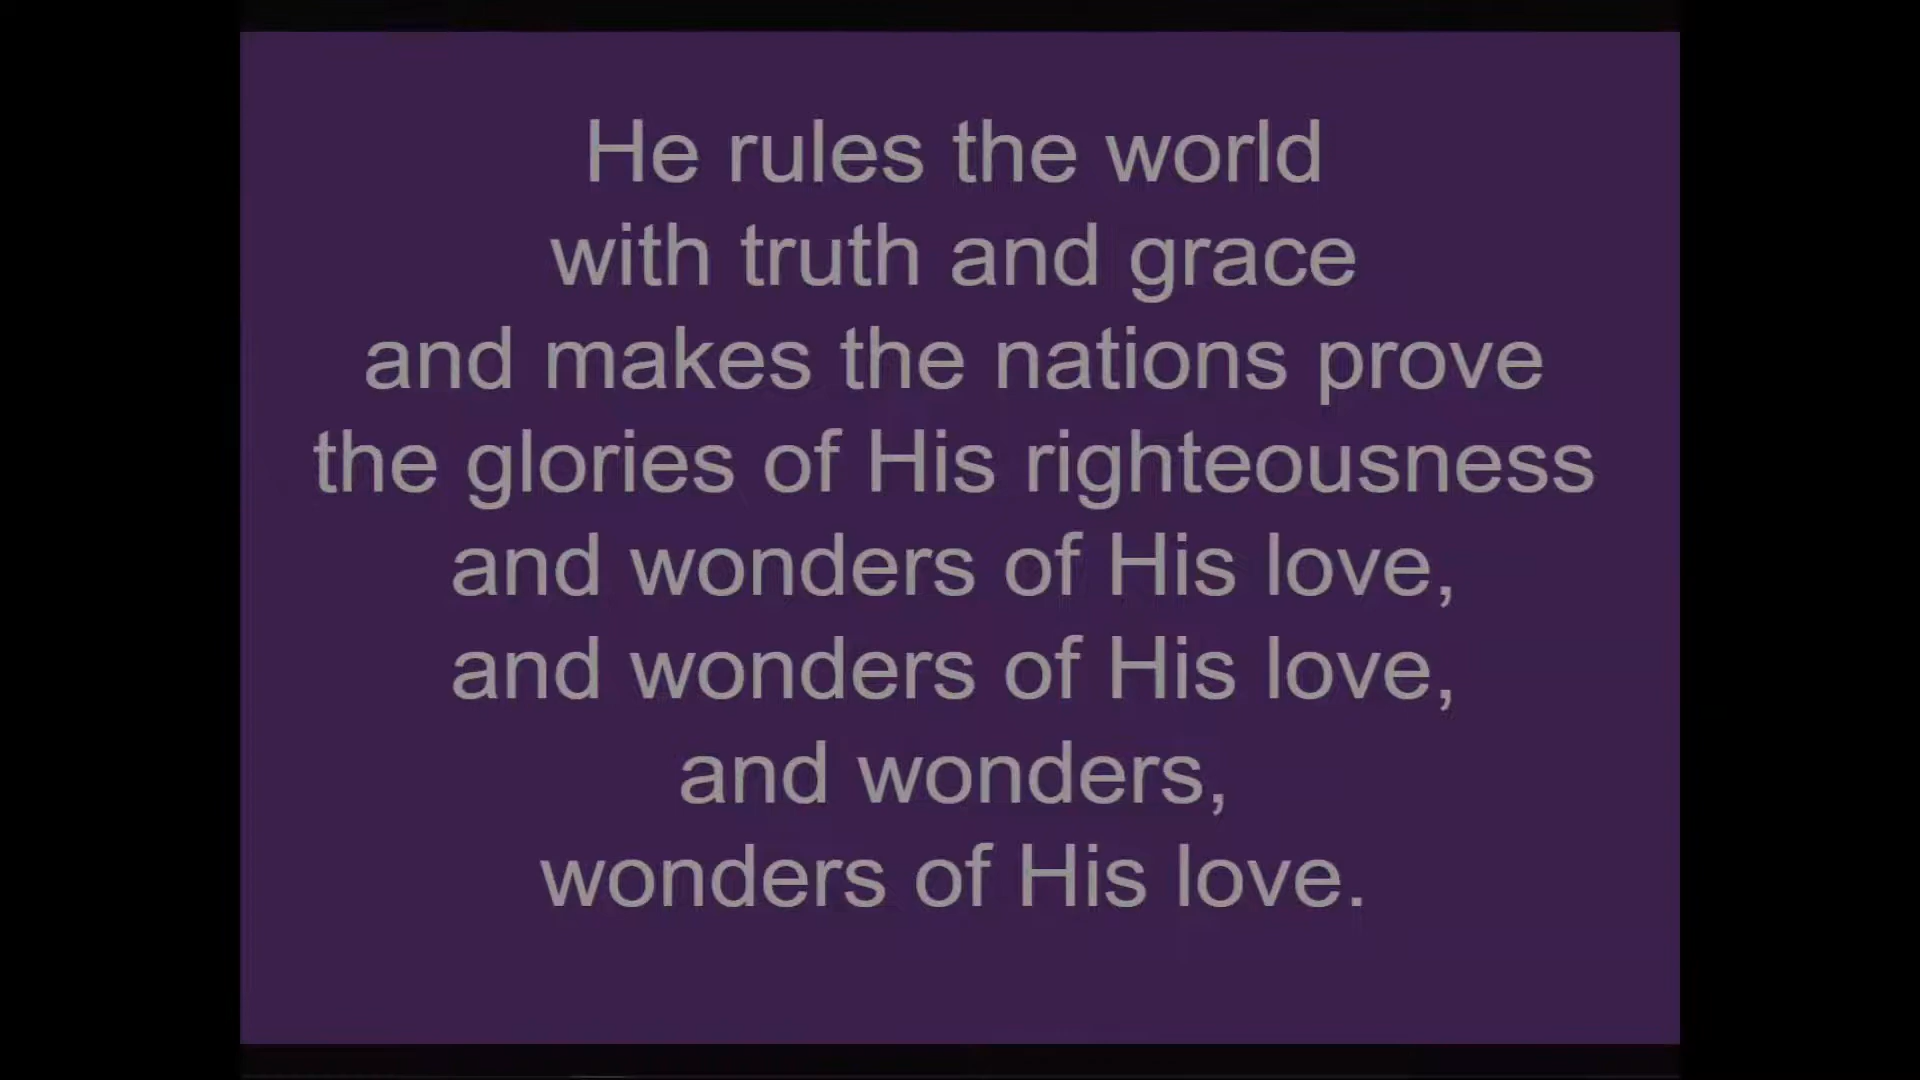 He rules the world
with truth and grace
and makes the nations prove
the glories of His righteousness
and wonders of His love,
and wonders of His love,
and wonders,
wonders of His love.